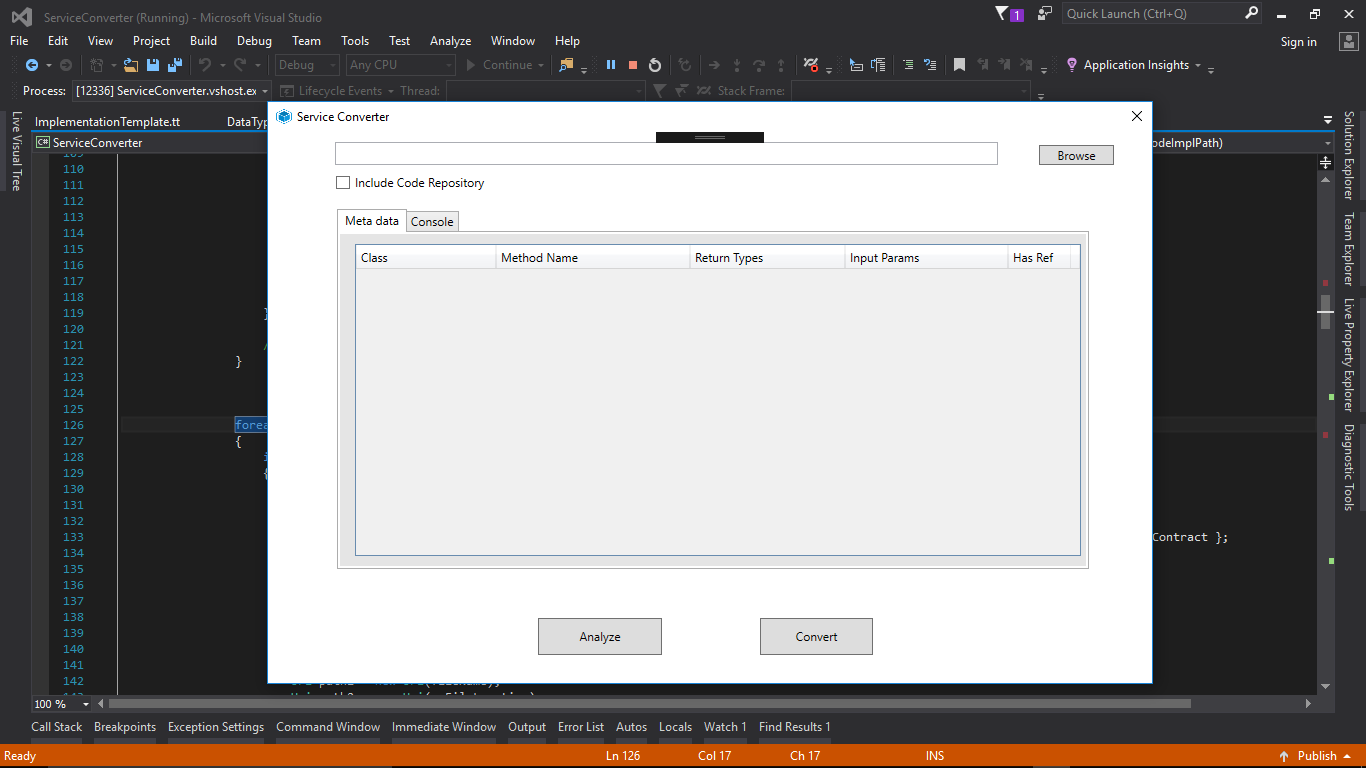 ServiceConverter (Running) - Microsoft Visual Studio
1
Quick Launch (Ctrl+Q)
File Edit View Project Build Debug Team Tools Test Analyze Window Help
Sign in
Debug Any CPU Continue Application Insights
Process: [12336] ServiceConverter.vshost.ex Lifecycle Events Thread: Stack Frame:
Live Visual Tree
ImplementationTemplate.tt
ServiceConverter
Service Converter
Browse
Include Code Repository
Meta data Console
Class Method Name Return Types Input Params Has Ref
Analyze Convert
110
111
112
113
114
115
116
117
118
119 }
120
121 /
122 }
123
124
125
126
127 {
128 i
129 {
130
131
132
133 Contract };
134
135
136
137
138
139
140
141
142
Solution Explorer
Team Explorer
Live Property Explorer
Diagnostic Tools
100 %
Call Stack Breakpoints Exception Settings Command Window Immediate Window Output Error List Autos Locals Watch 1 Find Results 1
Ready Ln 126 Col 17 Ch 17 INS Publish